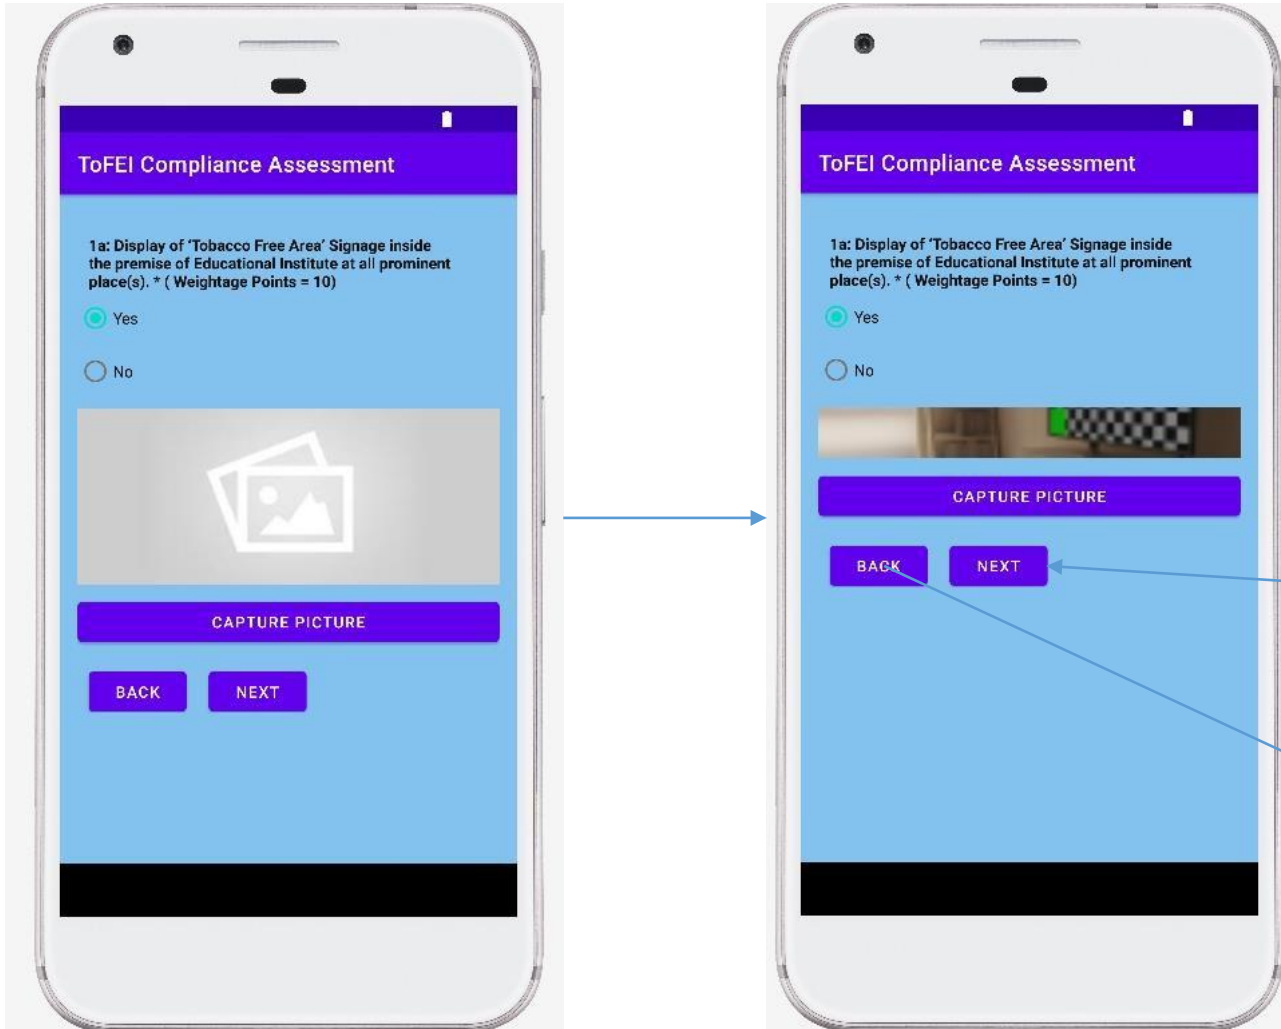 ToFEI Compliance Assessment
1a: Display of ‘Tobacco Free Area’ Signage inside
the premise of Educational Institute at all prominent
place(s). * ( Weightage Points = 10)
Yes
No
CAPTURE PICTURE
BACK NEXT
ToFEI Compliance Assessment
1a: Display of ‘Tobacco Free Area’ Signage inside
the premise of Educational Institute at all prominent
place(s). * ( Weightage Points = 10)
Yes
No
CAPTURE PICTURE
BACK NEXT